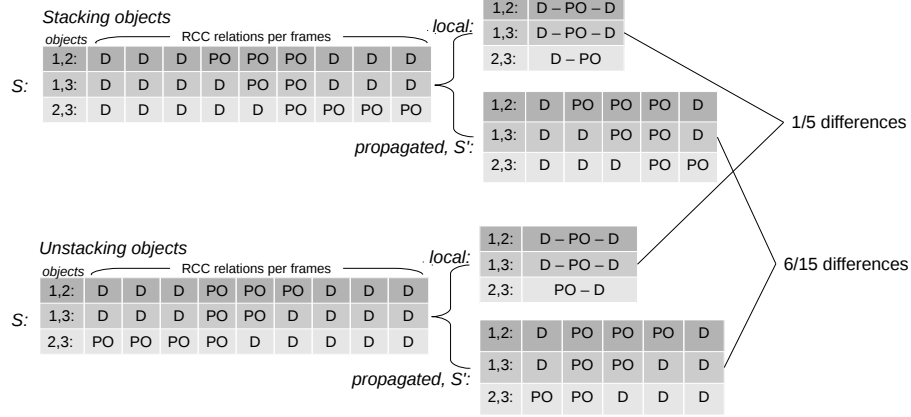 Stacking objects
objects RCC relations per frames
S:
1,2: D D D PO PO PO D D D
1,3: D D D D PO PO D D D
2,3: D D D D D PO PO PO PO
local:
1,2: D – PO – D
1,3: D – PO – D
2,3: D – PO
propagated, S':
1,2: D PO PO PO D
1,3: D D PO PO D
2,3: D D D PO PO
1/5 differences
Unstacking objects
objects RCC relations per frames
S:
1,2: D D D PO PO PO D D D
1,3: D D D PO PO D D D D
2,3: PO PO PO PO D D D D D
local:
1,2: D – PO – D
1,3: D – PO – D
2,3: PO – D
propagated, S':
1,2: D PO PO PO D
1,3: D PO PO D D
2,3: PO PO D D D
6/15 differences